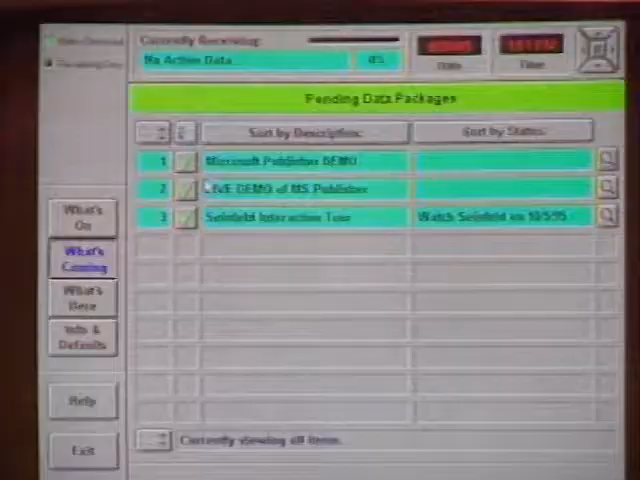 Currently Receiving:
No Active Data...
0%
Date
Time
Pending Data Packages
Sort by Description:
Sort by Status:
1 Microsoft Publisher DEMO
2 LIVE DEMO of MS Publisher
3 Seinfeld Interactive Tour Watch Seinfeld on 10/5/95
What's On
What's Coming
What's Here
Info & Defaults
Help
Exit
Currently viewing all items.